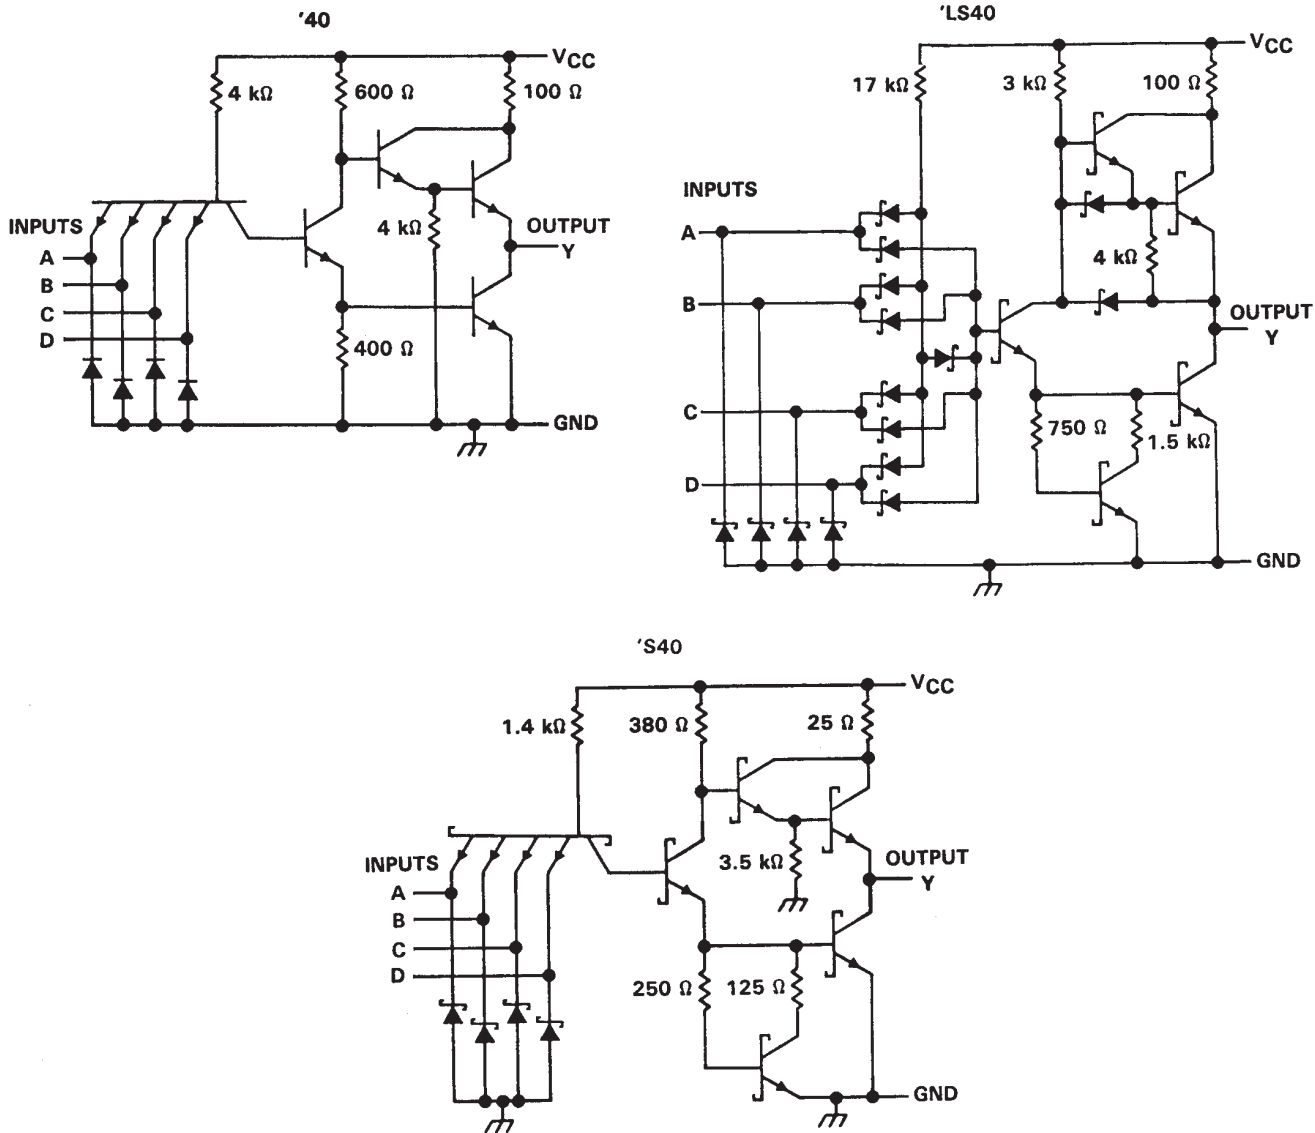 '40
VCC
4 kΩ
600 Ω
100 Ω
INPUTS
A
B
C
D
4 kΩ
OUTPUT
Y
400 Ω
GND
'LS40
VCC
17 kΩ
3 kΩ
100 Ω
INPUTS
A
B
C
D
4 kΩ
OUTPUT
Y
750 Ω
1.5 kΩ
GND
'S40
VCC
1.4 kΩ
380 Ω
25 Ω
INPUTS
A
B
C
D
3.5 kΩ
OUTPUT
Y
250 Ω
125 Ω
GND